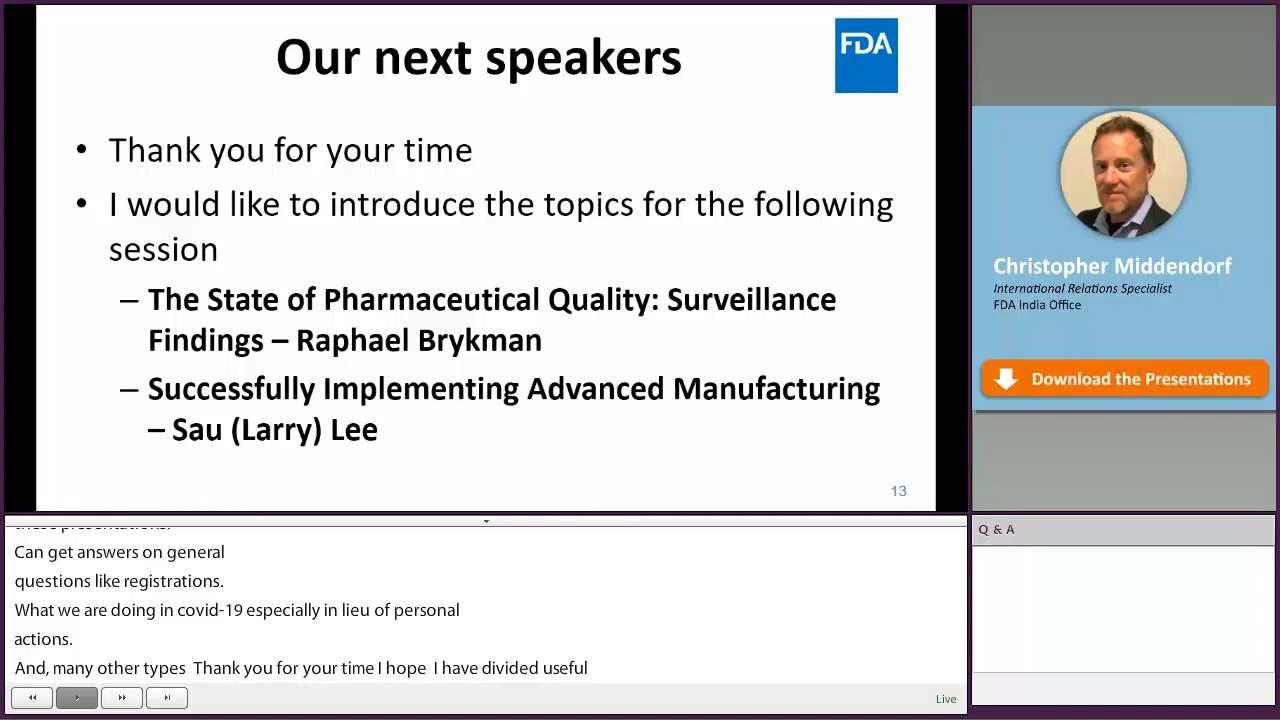 Our next speakers
FDA
• Thank you for your time
• I would like to introduce the topics for the following
session
– The State of Pharmaceutical Quality: Surveillance
Findings – Raphael Brykman
– Successfully Implementing Advanced Manufacturing
– Sau (Larry) Lee
13
Christopher Middendorf
International Relations Specialist
FDA India Office
Download the Presentations
these presentations.
Can get answers on general
questions like registrations.
What we are doing in covid-19 especially in lieu of personal
actions.
And, many other types Thank you for your time I hope I have divided useful
Live
Q & A